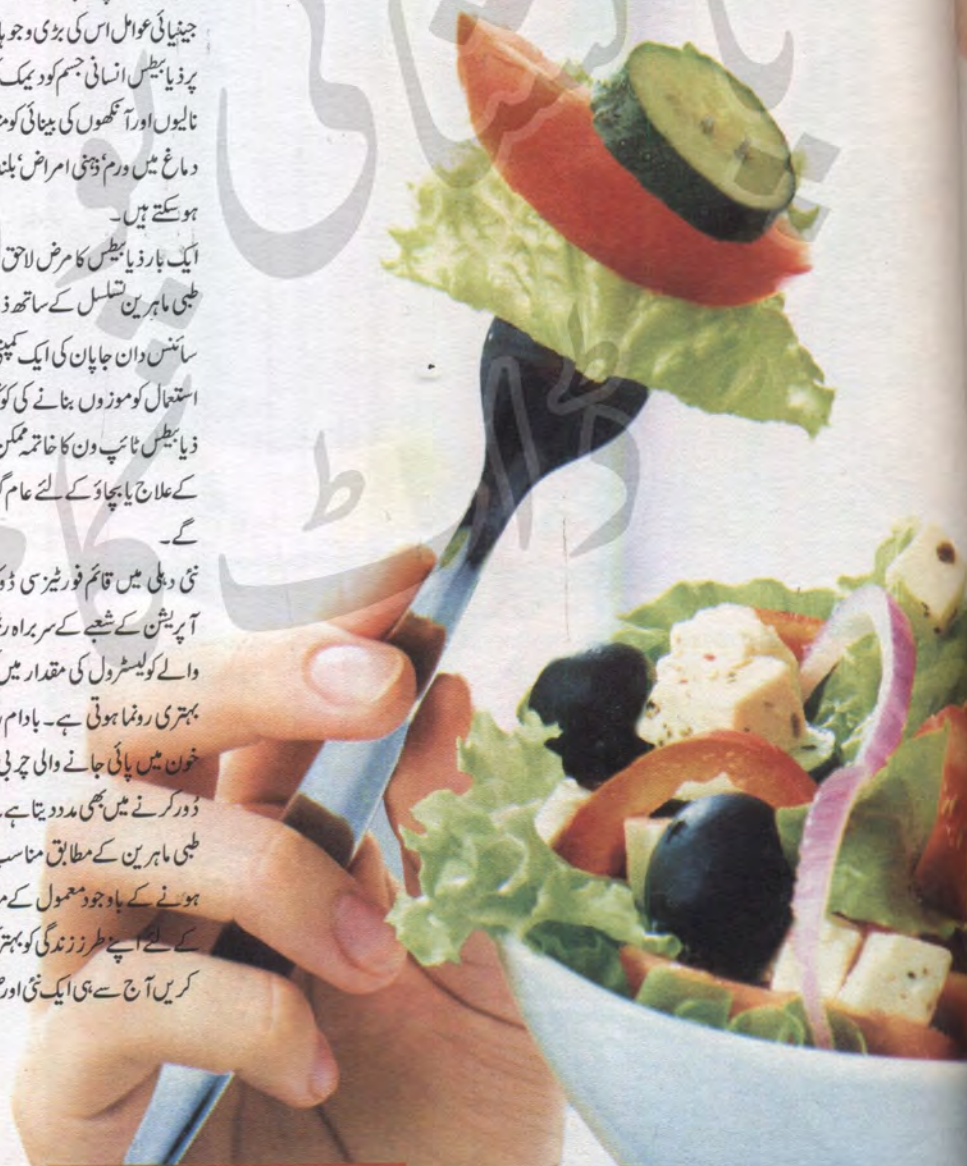 جینیائی عوامل اس کی بڑی وجو
پر ذیابیطس انسانی جسم کو دیمک
نالیوں اور آنکھوں کی بینائی کو
دماغ میں ورم‘ ذہنی امراض‘ بلند
ہو سکتے ہیں۔
ایک بار ذیابیطس کا مرض لاحق
طبی ماہرین تسلسل کے ساتھ
سائنس دان جاپان کی ایک کمپنی
استعمال کو موزوں بنانے کی
ذیابیطس ٹائپ ون کا خاتمہ ممکن
کے علاج یا بچاؤ کے لئے عام
گے۔
نئی دہلی میں قائم فورٹیز سی
آپریشن کے شعبے کے سربراہ
والے کولیسٹرول کی مقدار میں
بہتری رونما ہوتی ہے۔ بادام
خون میں پائی جانے والی چربی
دُور کرنے میں بھی مدد دیتا ہے۔
طبی ماہرین کے مطابق مناسب
ہونے کے باوجود معمول کے
کے لئے اپنے طرز زندگی کو بہتر
کریں آج سے ہی ایک نئی اور
ڈاٹ کام